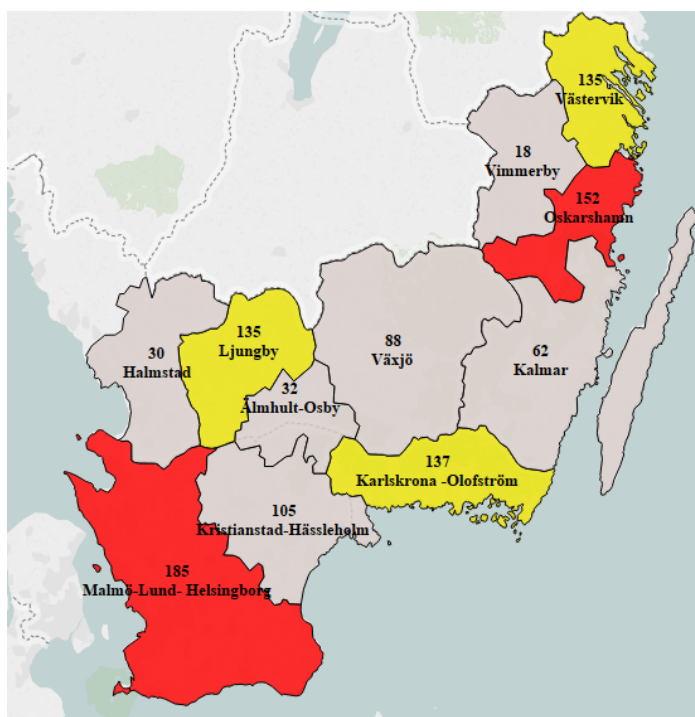 135
Västervik
18
Vimmerby
152
Oskarshamn
135
Ljungby
88
Växjö
30
Halmstad
62
Kalmar
32
Älmhult-Osby
137
Karlskrona -Olofström
105
Kristianstad-Hässleholm
185
Malmö-Lund- Helsingborg